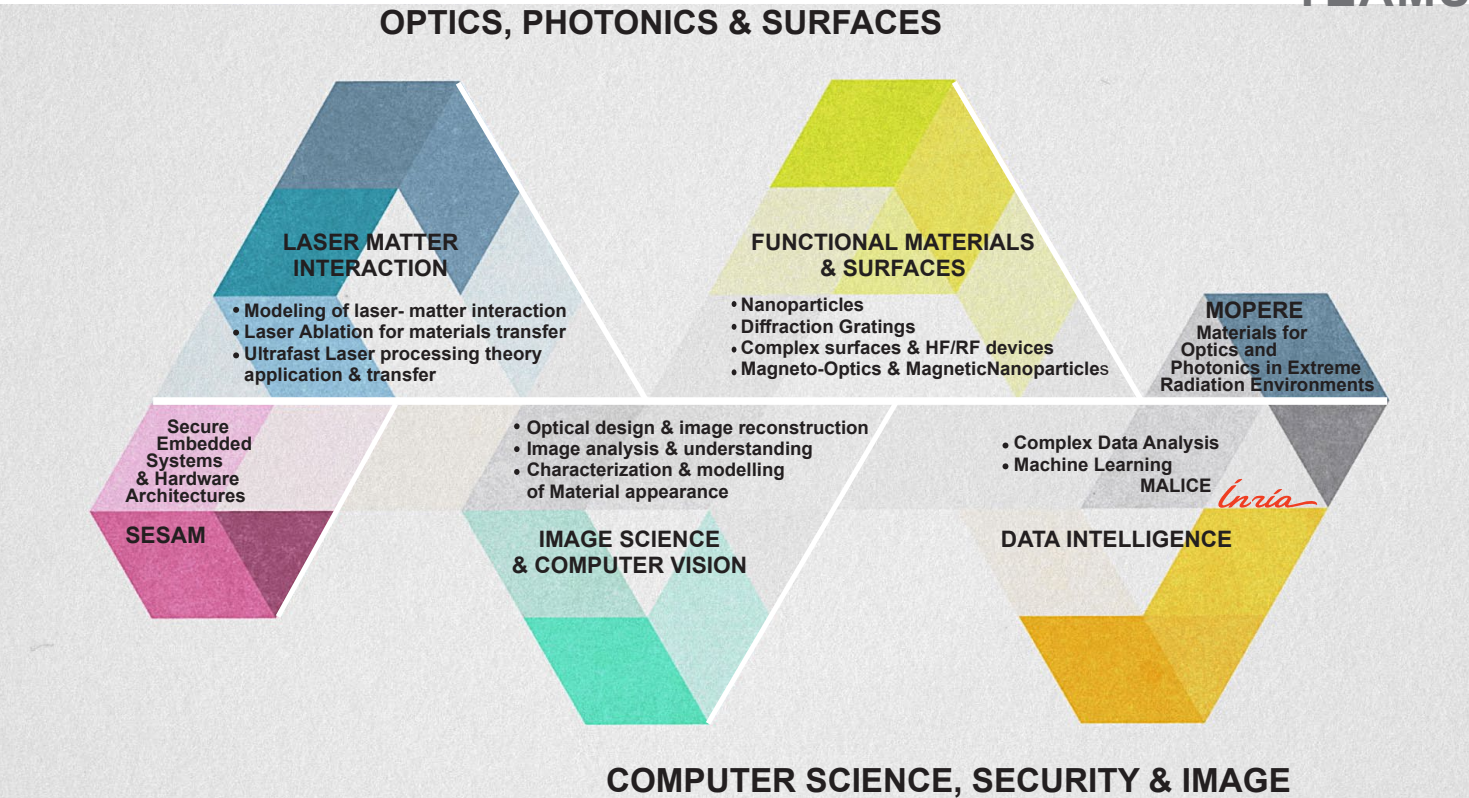 OPTICS, PHOTONICS & SURFACES
LASER MATTER
INTERACTION
• Modeling of laser- matter interaction
• Laser Ablation for materials transfer
• Ultrafast Laser processing theory
application & transfer
FUNCTIONAL MATERIALS
& SURFACES
• Nanoparticles
• Diffraction Gratings
• Complex surfaces & HF/RF devices
• Magneto-Optics & MagneticNanoparticles
MOPERE
Materials for
Optics and
Photonics in Extreme
Radiation Environments
Secure
Embedded
Systems
& Hardware
Architectures
SESAM
• Optical design & image reconstruction
• Image analysis & understanding
• Characterization & modelling
of Material appearance
IMAGE SCIENCE
& COMPUTER VISION
• Complex Data Analysis
• Machine Learning
MALICE Inria
DATA INTELLIGENCE
COMPUTER SCIENCE, SECURITY & IMAGE